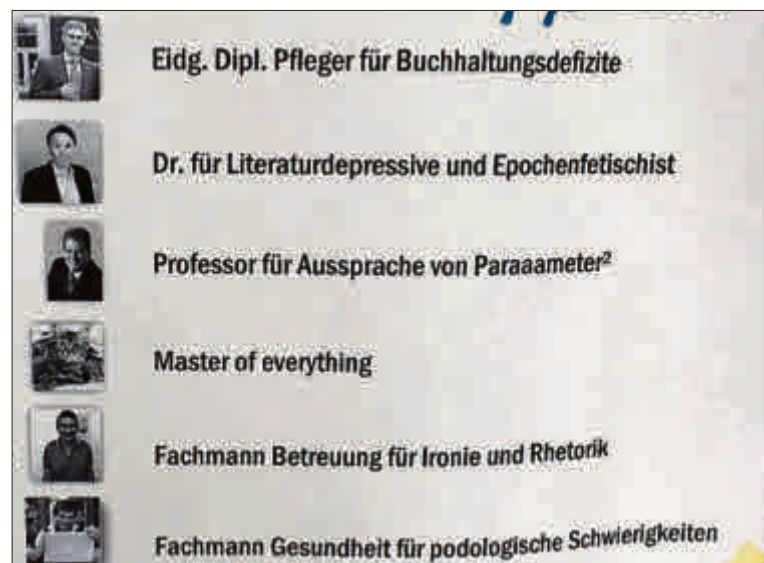 Eidg. Dipl. Pfleger für Buchhaltungsdefizite
Dr. für Literaturdepressive und Epochenfetischist
Professor für Aussprache von Paraaameter²
Master of everything
Fachmann Betreuung für Ironie und Rhetorik
Fachmann Gesundheit für podologische Schwierigkeiten